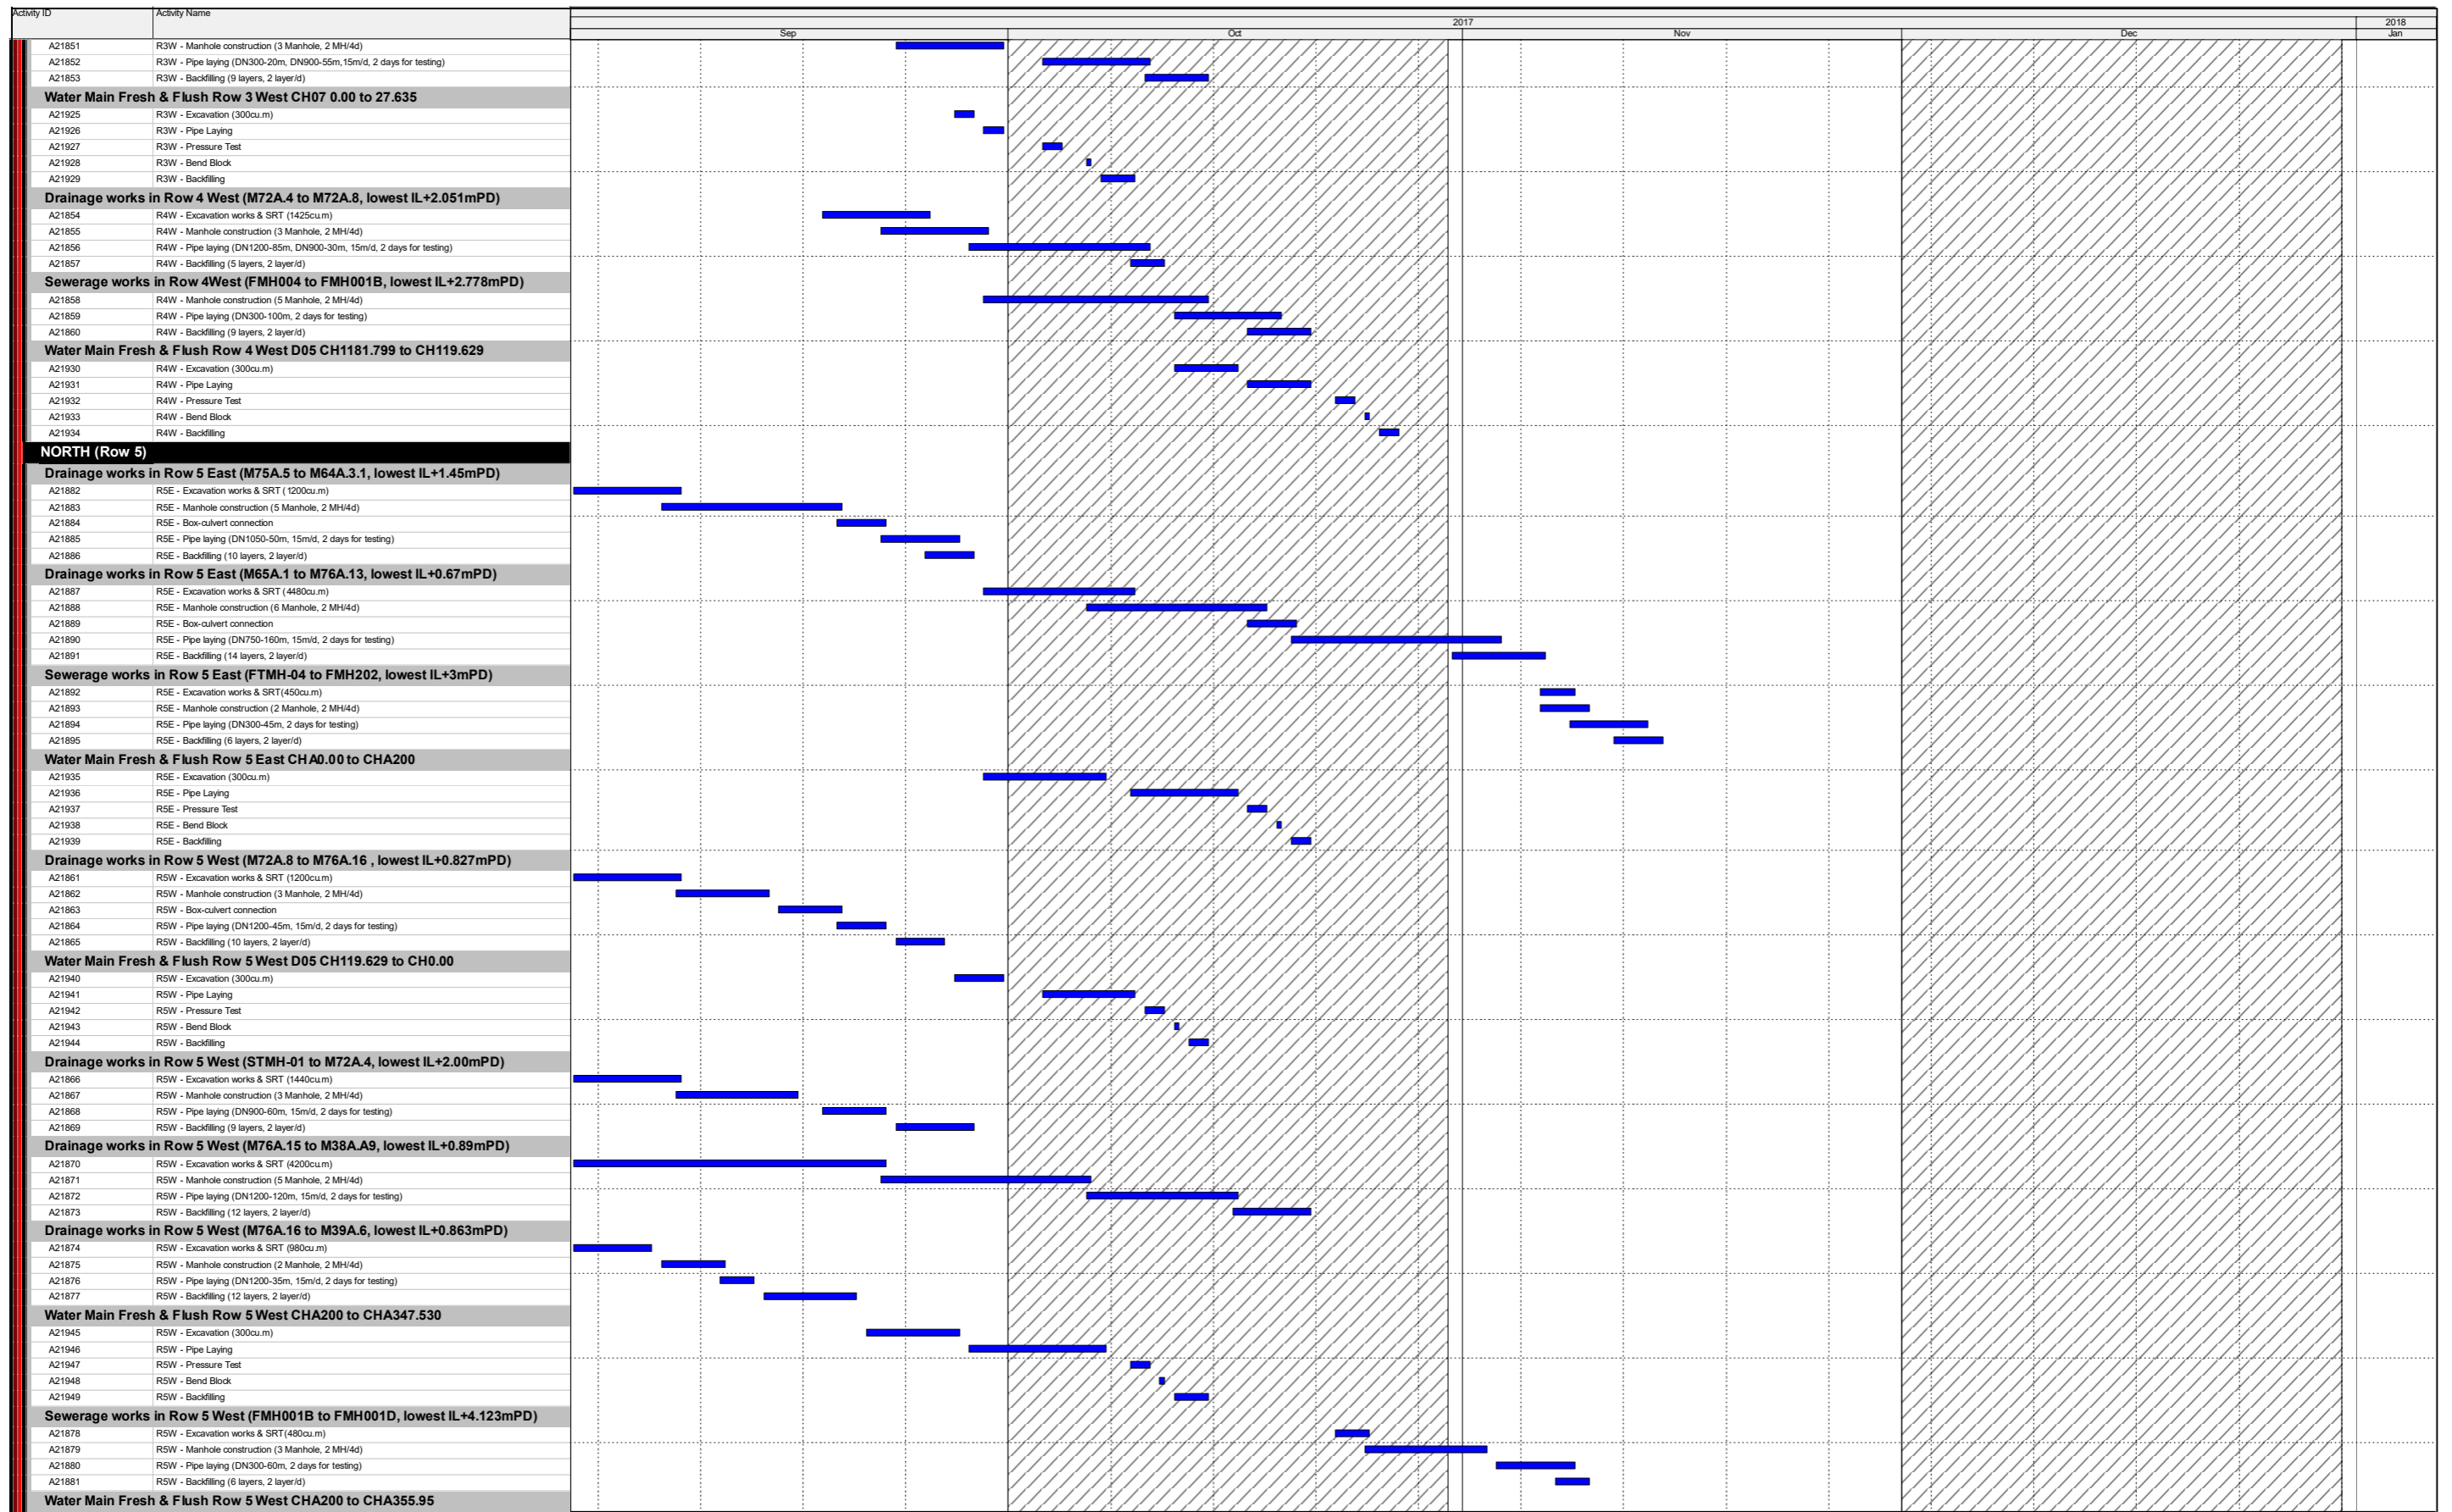 Activity ID Activity Name
2017 2018
Sep Oct Nov Dec Jan
A21851 R3W - Manhole construction (3 Manhole, 2 MH/4d)
A21852 R3W - Pipe laying (DN300-20m, DN900-55m,15m/d, 2 days for testing)
A21853 R3W - Backfilling (9 layers, 2 layer/d)
Water Main Fresh & Flush Row 3 West CH07 0.00 to 27.635
A21925 R3W - Excavation (300cu.m)
A21926 R3W - Pipe Laying
A21927 R3W - Pressure Test
A21928 R3W - Bend Block
A21929 R3W - Backfilling
Drainage works in Row 4 West (M72A.4 to M72A.8, lowest IL+2.051mPD)
A21854 R4W - Excavation works & SRT (1425cu.m)
A21855 R4W - Manhole construction (3 Manhole, 2 MH/4d)
A21856 R4W - Pipe laying (DN1200-85m, DN900-30m, 15m/d, 2 days for testing)
A21857 R4W - Backfilling (5 layers, 2 layer/d)
Sewerage works in Row 4West (FMH004 to FMH001B, lowest IL+2.778mPD)
A21858 R4W - Manhole construction (5 Manhole, 2 MH/4d)
A21859 R4W - Pipe laying (DN300-100m, 2 days for testing)
A21860 R4W - Backfilling (9 layers, 2 layer/d)
Water Main Fresh & Flush Row 4 West D05 CH1181.799 to CH119.629
A21930 R4W - Excavation (300cu.m)
A21931 R4W - Pipe Laying
A21932 R4W - Pressure Test
A21933 R4W - Bend Block
A21934 R4W - Backfilling
NORTH (Row 5)
Drainage works in Row 5 East (M75A.5 to M64A.3.1, lowest IL+1.45mPD)
A21882 R5E - Excavation works & SRT (1200cu.m)
A21883 R5E - Manhole construction (5 Manhole, 2 MH/4d)
A21884 R5E - Box-culvert connection
A21885 R5E - Pipe laying (DN1050-50m, 15m/d, 2 days for testing)
A21886 R5E - Backfilling (10 layers, 2 layer/d)
Drainage works in Row 5 East (M65A.1 to M76A.13, lowest IL+0.67mPD)
A21887 R5E - Excavation works & SRT (4480cu.m)
A21888 R5E - Manhole construction (6 Manhole, 2 MH/4d)
A21889 R5E - Box-culvert connection
A21890 R5E - Pipe laying (DN750-160m, 15m/d, 2 days for testing)
A21891 R5E - Backfilling (14 layers, 2 layer/d)
Sewerage works in Row 5 East (FTMH-04 to FMH202, lowest IL+3mPD)
A21892 R5E - Excavation works & SRT(450cu.m)
A21893 R5E - Manhole construction (2 Manhole, 2 MH/4d)
A21894 R5E - Pipe laying (DN300-45m, 2 days for testing)
A21895 R5E - Backfilling (6 layers, 2 layer/d)
Water Main Fresh & Flush Row 5 East CHA0.00 to CHA200
A21935 R5E - Excavation (300cu.m)
A21936 R5E - Pipe Laying
A21937 R5E - Pressure Test
A21938 R5E - Bend Block
A21939 R5E - Backfilling
Drainage works in Row 5 West (M72A.8 to M76A.16 , lowest IL+0.827mPD)
A21861 R5W - Excavation works & SRT (1200cu.m)
A21862 R5W - Manhole construction (3 Manhole, 2 MH/4d)
A21863 R5W - Box-culvert connection
A21864 R5W - Pipe laying (DN1200-45m, 15m/d, 2 days for testing)
A21865 R5W - Backfilling (10 layers, 2 layer/d)
Water Main Fresh & Flush Row 5 West D05 CH119.629 to CH0.00
A21940 R5W - Excavation (300cu.m)
A21941 R5W - Pipe Laying
A21942 R5W - Pressure Test
A21943 R5W - Bend Block
A21944 R5W - Backfilling
Drainage works in Row 5 West (STMH-01 to M72A.4, lowest IL+2.00mPD)
A21866 R5W - Excavation works & SRT (1440cu.m)
A21867 R5W - Manhole construction (3 Manhole, 2 MH/4d)
A21868 R5W - Pipe laying (DN900-60m, 15m/d, 2 days for testing)
A21869 R5W - Backfilling (9 layers, 2 layer/d)
Drainage works in Row 5 West (M76A.15 to M38A.A9, lowest IL+0.89mPD)
A21870 R5W - Excavation works & SRT (4200cu.m)
A21871 R5W - Manhole construction (5 Manhole, 2 MH/4d)
A21872 R5W - Pipe laying (DN1200-120m, 15m/d, 2 days for testing)
A21873 R5W - Backfilling (12 layers, 2 layer/d)
Drainage works in Row 5 West (M76A.16 to M39A.6, lowest IL+0.863mPD)
A21874 R5W - Excavation works & SRT (980cu.m)
A21875 R5W - Manhole construction (2 Manhole, 2 MH/4d)
A21876 R5W - Pipe laying (DN1200-35m, 15m/d, 2 days for testing)
A21877 R5W - Backfilling (12 layers, 2 layer/d)
Water Main Fresh & Flush Row 5 West CHA200 to CHA347.530
A21945 R5W - Excavation (300cu.m)
A21946 R5W - Pipe Laying
A21947 R5W - Pressure Test
A21948 R5W - Bend Block
A21949 R5W - Backfilling
Sewerage works in Row 5 West (FMH001B to FMH001D, lowest IL+4.123mPD)
A21878 R5W - Excavation works & SRT(480cu.m)
A21879 R5W - Manhole construction (3 Manhole, 2 MH/4d)
A21880 R5W - Pipe laying (DN300-60m, 2 days for testing)
A21881 R5W - Backfilling (6 layers, 2 layer/d)
Water Main Fresh & Flush Row 5 West CHA200 to CHA355.95